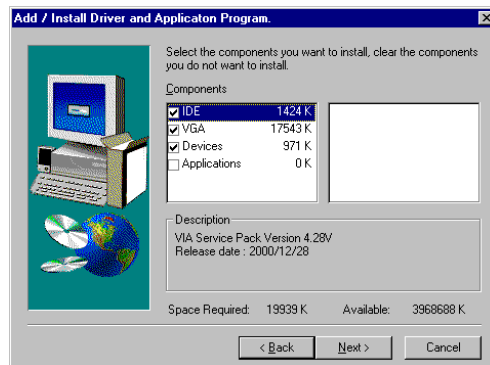 Add / Install Driver and Applicaton Program.
Select the components you want to install, clear the components
you do not want to install.
Components
IDE 1424 K
VGA 17543 K
Devices 971 K
Applications 0 K
Description
VIA Service Pack Version 4.28V
Release date : 2000/12/28
Space Required: 19939 K Available: 3968688 K
< Back Next > Cancel